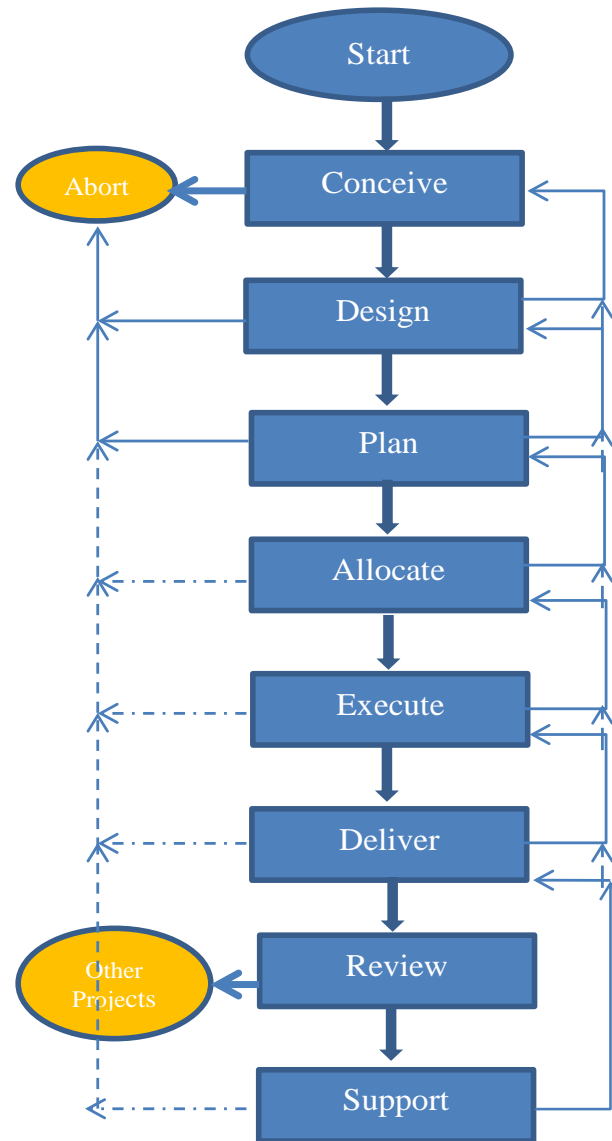 Start
Conceive
Abort
Design
Plan
Allocate
Execute
Deliver
Review
Other
Projects
Support